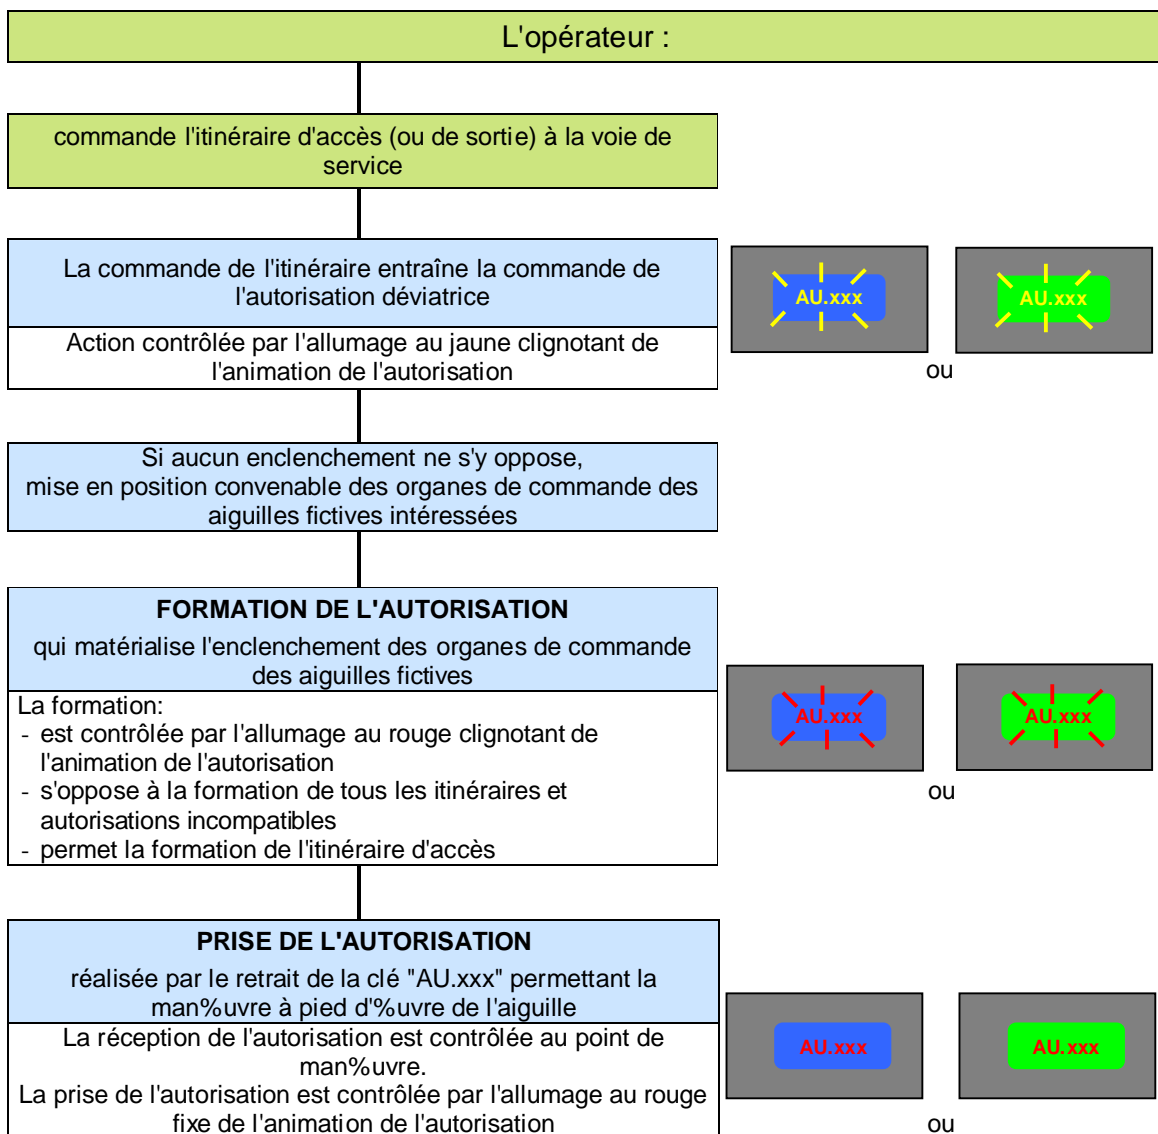 L'opérateur :
commande l'itinéraire d'accès (ou de sortie) à la voie de
service
La commande de l'itinéraire entraîne la commande de
l'autorisation déviatrice
Action contrôlée par l'allumage au jaune clignotant de
l'animation de l'autorisation
AU.xxx
AU.xxx
ou
Si aucun enclenchement ne s'y oppose,
mise en position convenable des organes de commande des
aiguilles fictives intéressées
FORMATION DE L'AUTORISATION
qui matérialise l'enclenchement des organes de commande
des aiguilles fictives
La formation:
- est contrôlée par l'allumage au rouge clignotant de
l'animation de l'autorisation
- s'oppose à la formation de tous les itinéraires et
autorisations incompatibles
- permet la formation de l'itinéraire d'accès
AU.xxx
AU.xxx
ou
PRISE DE L'AUTORISATION
réalisée par le retrait de la clé "AU.xxx" permettant la
man%uvre à pied d'%uvre de l'aiguille
La réception de l'autorisation est contrôlée au point de
man%uvre.
La prise de l'autorisation est contrôlée par l'allumage au rouge
fixe de l'animation de l'autorisation
AU.xxx
AU.xxx
ou